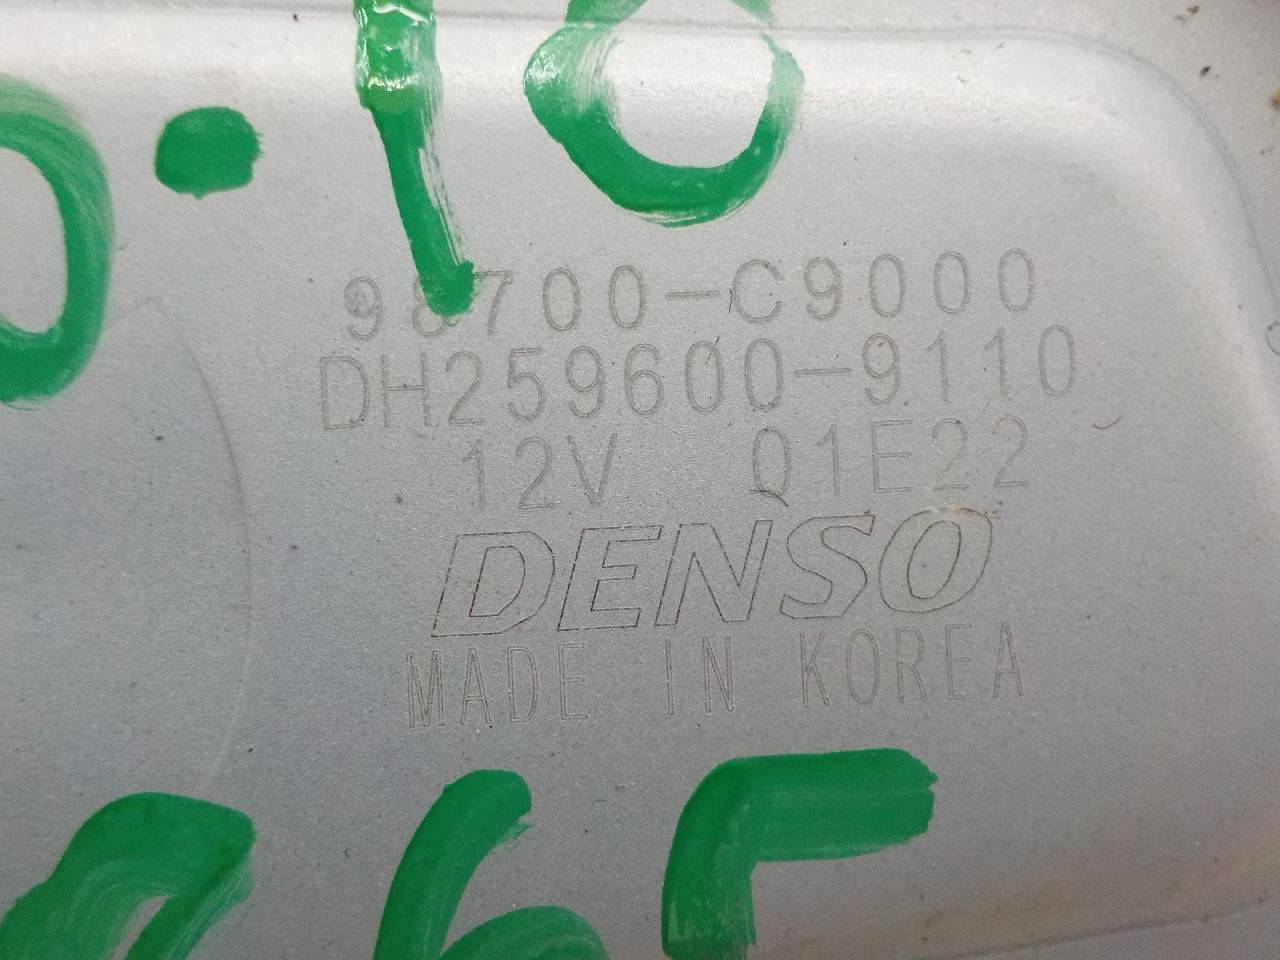 98700-C9000
DH259600-9110
12V 01E22
DENSO
MADE IN KOREA